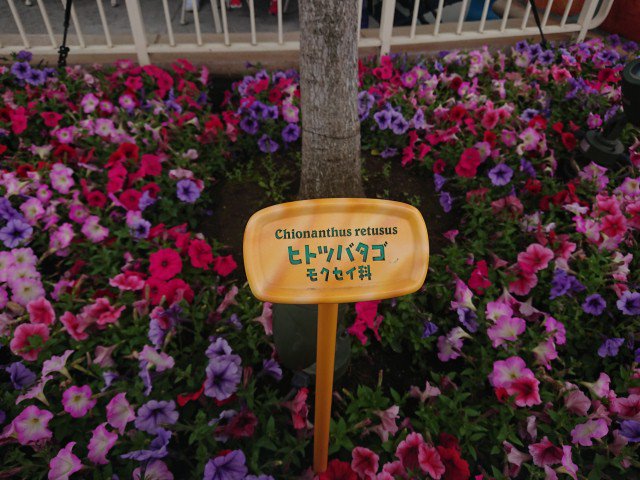 Chionanthus retusus
ヒトツバタゴ
モクセイ科